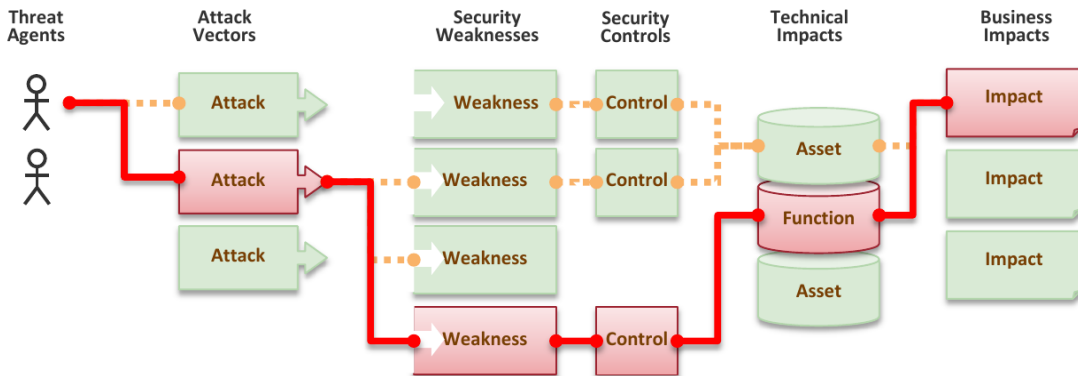 Threat
Agents
Attack
Vectors
Security
Weaknesses
Security
Controls
Technical
Impacts
Business
Impacts
Attack
Attack
Attack
Weakness
Weakness
Weakness
Weakness
Control
Control
Control
Asset
Function
Asset
Impact
Impact
Impact